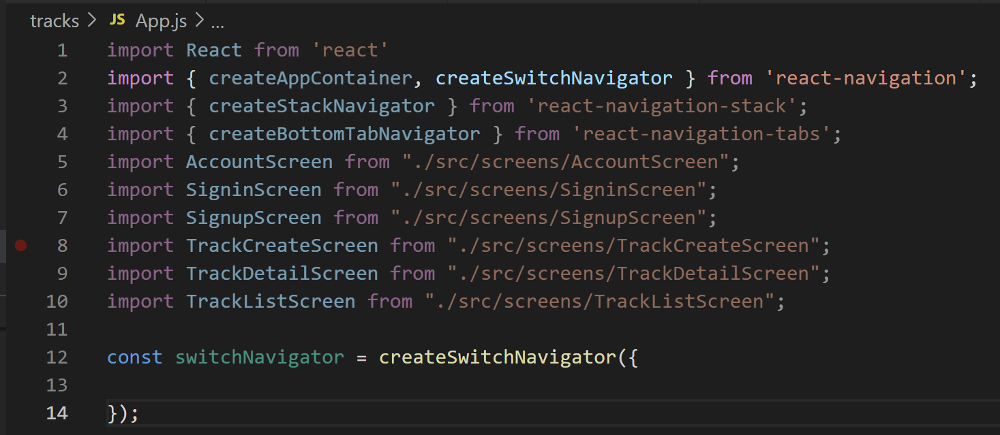 tracks > JS App.js > ...
1 import React from 'react'
2 import { createAppContainer, createSwitchNavigator } from 'react-navigation';
3 import { createStackNavigator } from 'react-navigation-stack';
4 import { createBottomTabNavigator } from 'react-navigation-tabs';
5 import AccountScreen from "./src/screens/AccountScreen";
6 import SigninScreen from "./src/screens/SigninScreen";
7 import SignupScreen from "./src/screens/SignupScreen";
8 import TrackCreateScreen from "./src/screens/TrackCreateScreen";
9 import TrackDetailScreen from "./src/screens/TrackDetailScreen";
10 import TrackListScreen from "./src/screens/TrackListScreen";
11
12 const switchNavigator = createSwitchNavigator({
13
14 });